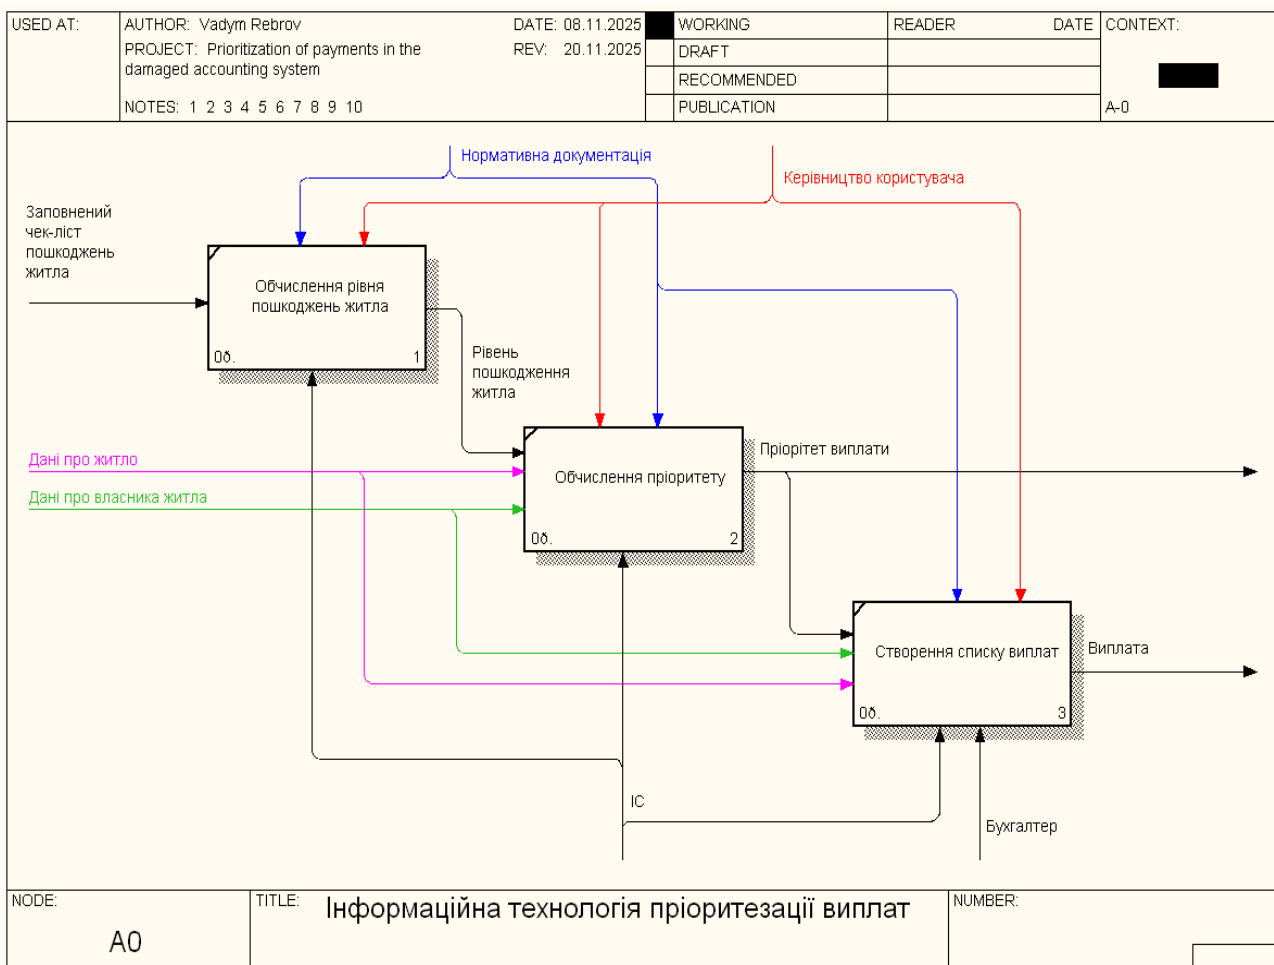 USED AT:
AUTHOR: Vadym Rebrov
DATE: 08.11.2025
PROJECT: Prioritization of payments in the
damaged accounting system
REV: 20.11.2025
NOTES: 1 2 3 4 5 6 7 8 9 10
WORKING
DRAFT
RECOMMENDED
PUBLICATION
READER DATE
CONTEXT:
A-0
Нормативна документація
Керівництво користувача
Заповнений
чек-ліст
пошкоджень
житла
Обчислення рівня
пошкоджень житла
0ð. 1
Рівень
пошкодження
житла
Дані про житло
Дані про власника житла
Обчислення пріоритету
0ð. 2
Пріорітет виплати
Створення списку виплат
0ð. 3
Виплата
ІС
Бухгалтер
NODE:
A0
TITLE:
Інформаційна технологія пріоритезації виплат
NUMBER: